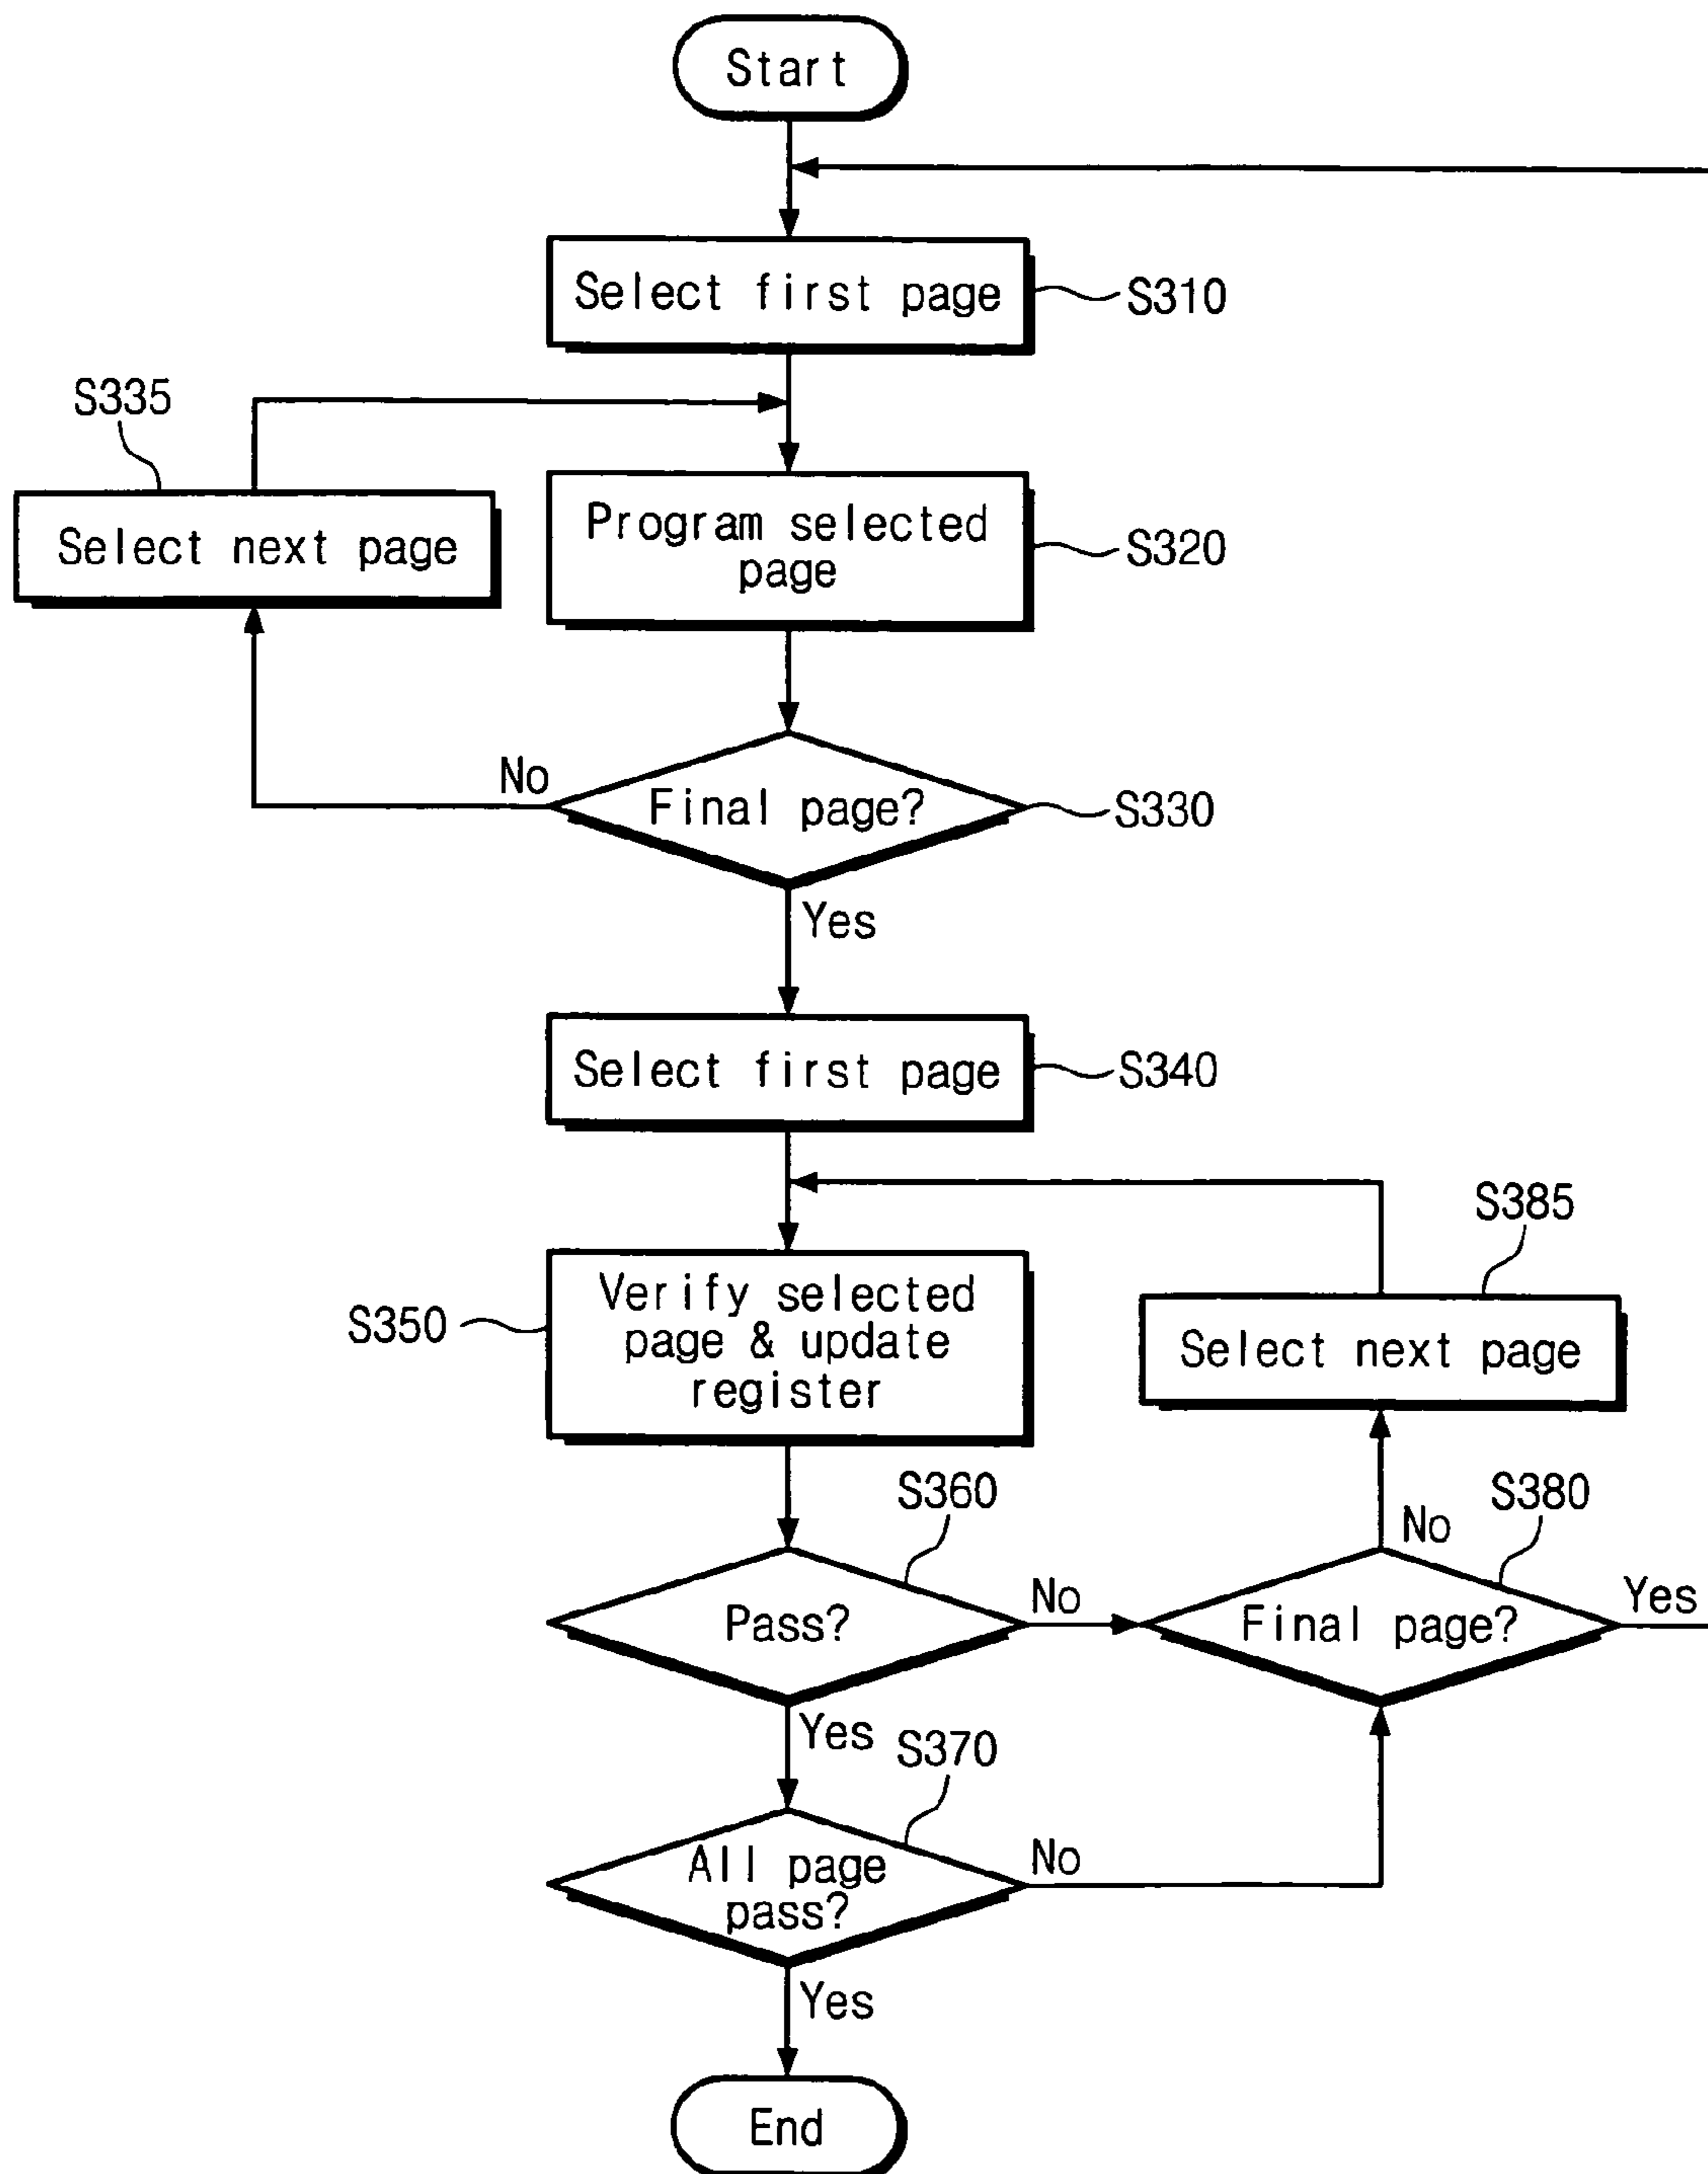 Start
Select first page
S310
S335
Select next page
Program selected
page
S320
No
Final page?
S330
Yes
Select first page
S340
S385
S350
Verify selected
page & update
register
Select next page
S360
S380
No
Pass?
No
Final page?
Yes
Yes
S370
All page
pass?
No
Yes
End